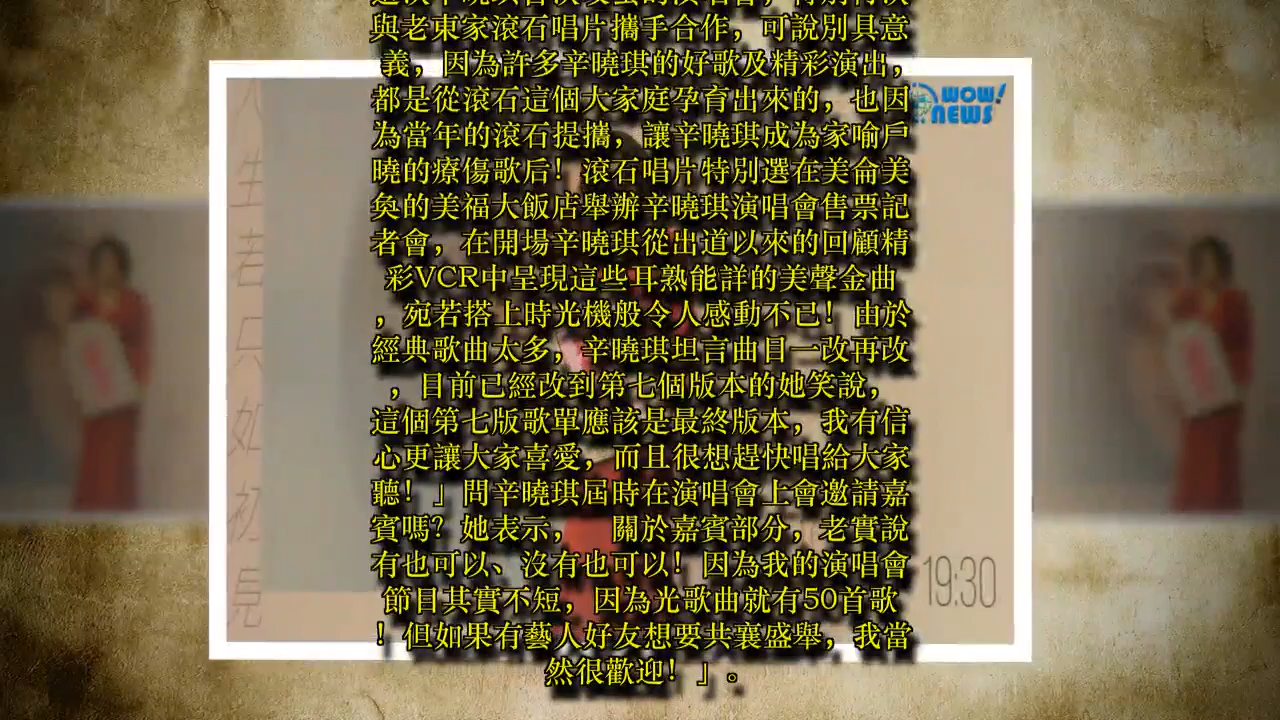 與老東家滾石唱片攜手合作，可說別具意
義，因為許多辛曉琪的好歌及精彩演出，
都是從滾石這個大家庭孕育出來的，也因
為當年的滾石提攜，讓辛曉琪成為家喻戶
曉的療傷歌后！滾石唱片特別選在美侖美
奐的美福大飯店舉辦辛曉琪演唱會售票記
者會，在開場辛曉琪從出道以來的回顧精
彩VCR中呈現這些耳熟能詳的美聲金曲
，宛若搭上時光機般令人感動不已！由於
經典歌曲太多，辛曉琪坦言曲目一改再改
，目前已經改到第七個版本的她笑說，
這個第七版歌單應該是最終版本，我有信
心更讓大家喜愛，而且很想趕快唱給大家
聽！」問辛曉琪屆時在演唱會上會邀請嘉
賓嗎？她表示，　關於嘉賓部分，老實說
有也可以、沒有也可以！因為我的演唱會
節目其實不短，因為光歌曲就有50首歌
！但如果有藝人好友想要共襄盛舉，我當
然很歡迎！」。
人生若只如初見
WOW!
NEWS
19:30